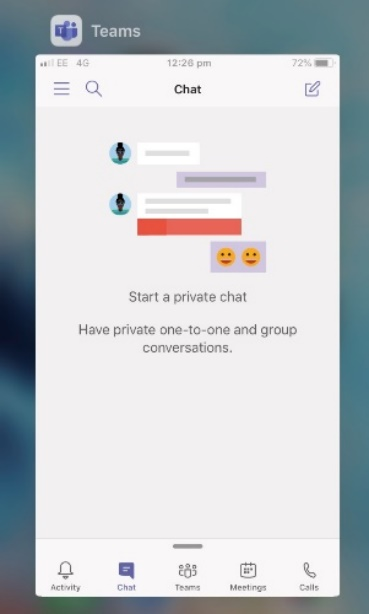 Teams
EE 4G 12:26 pm 72%
Chat
Start a private chat
Have private one-to-one and group
conversations.
Activity Chat Teams Meetings Calls